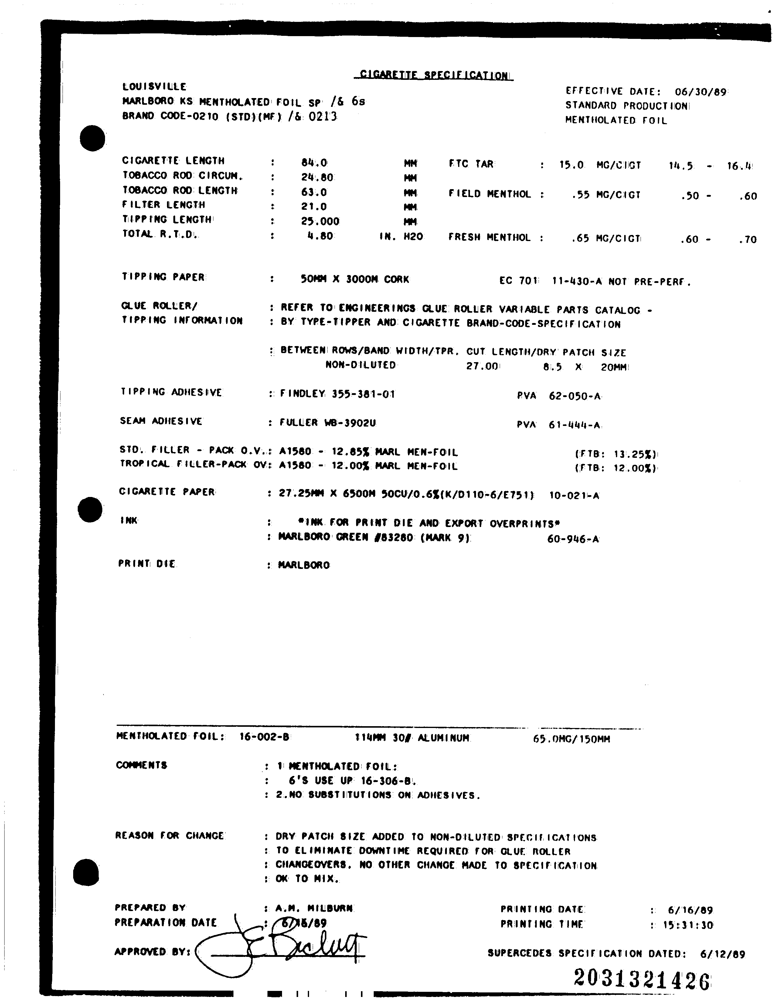 CIGARETTE SPECIFICATION
LOUISVILLE
EFFECTIVE DATE: 06/30/89
MARLBORO KS MENTHOLATED FOIL SP /& 6s
STANDARD PRODUCTION
BRAND CODE-0210 (STD)(MF) /& 0213
MENTHOLATED FOIL
CIGARETTE LENGTH : 84.0 MM FTC TAR : 15.0 MG/CIGT 14.5 - 16.4
TOBACCO ROD CIRCUM. : 24.80 MM
TOBACCO ROD LENGTH : 63.0 MM FIELD MENTHOL : .55 MG/CIGT .50 - .60
FILTER LENGTH : 21.0 MM
TIPPING LENGTH : 25.000 MM
TOTAL R.T.D. : 4.80 IN. H2O FRESH MENTHOL : .65 MG/CIGT .60 - .70
TIPPING PAPER : 50MM X 3000M CORK EC 701 11-430-A NOT PRE-PERF.
GLUE ROLLER/ : REFER TO ENGINEERINGS GLUE ROLLER VARIABLE PARTS CATALOG -
TIPPING INFORMATION : BY TYPE-TIPPER AND CIGARETTE BRAND-CODE-SPECIFICATION
: BETWEEN ROWS/BAND WIDTH/TPR. CUT LENGTH/DRY PATCH SIZE
NON-DILUTED 27.00 8.5 X 20MM
TIPPING ADHESIVE : FINDLEY 355-381-01 PVA 62-050-A
SEAM ADHESIVE : FULLER WB-3902U PVA 61-444-A
STD. FILLER - PACK O.V.: A1580 - 12.85% MARL MEN-FOIL (FTB: 13.25%)
TROPICAL FILLER-PACK OV: A1580 - 12.00% MARL MEN-FOIL (FTB: 12.00%)
CIGARETTE PAPER : 27.25MM X 6500M 50CU/0.6%(K/D110-6/E751) 10-021-A
INK : *INK FOR PRINT DIE AND EXPORT OVERPRINTS*
: MARLBORO GREEN #83280 (MARK 9) 60-946-A
PRINT DIE : MARLBORO
MENTHOLATED FOIL: 16-002-B 114MM 30# ALUMINUM 65.0MG/150MM
COMMENTS : 1 MENTHOLATED FOIL:
: 6'S USE UP 16-306-B.
: 2.NO SUBSTITUTIONS ON ADHESIVES.
REASON FOR CHANGE : DRY PATCH SIZE ADDED TO NON-DILUTED SPECIFICATIONS
: TO ELIMINATE DOWNTIME REQUIRED FOR GLUE ROLLER
: CHANGEOVERS. NO OTHER CHANGE MADE TO SPECIFICATION
: OK TO MIX.
PREPARED BY : A.M. MILBURN PRINTING DATE : 6/16/89
PREPARATION DATE : 6/16/89 PRINTING TIME : 15:31:30
APPROVED BY: SUPERCEDES SPECIFICATION DATED: 6/12/89
2031321426